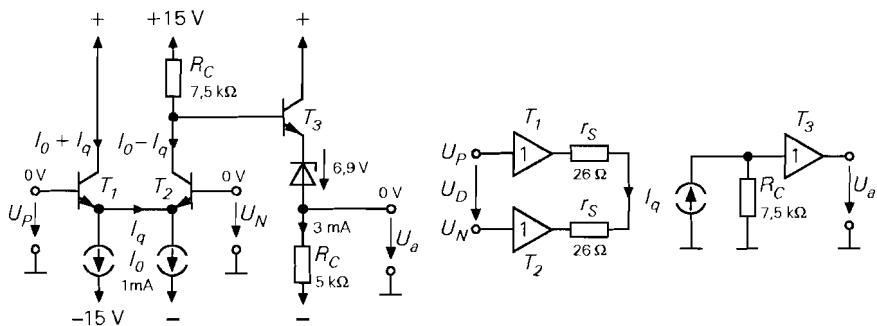 +
+15 V
+
R_C
7,5 kΩ
I_0 + I_q
I_0 – I_q
T_3
6,9 V
0 V
T_1
T_2
0 V
0 V
U_P
I_q
U_N
3 mA
U_a
I_0
1mA
R_C
5 kΩ
–15 V
–
–
U_P
1
T_1
r_S
26 Ω
U_D
U_N
1
T_2
r_S
26 Ω
I_q
R_C
7,5 kΩ
1
T_3
U_a